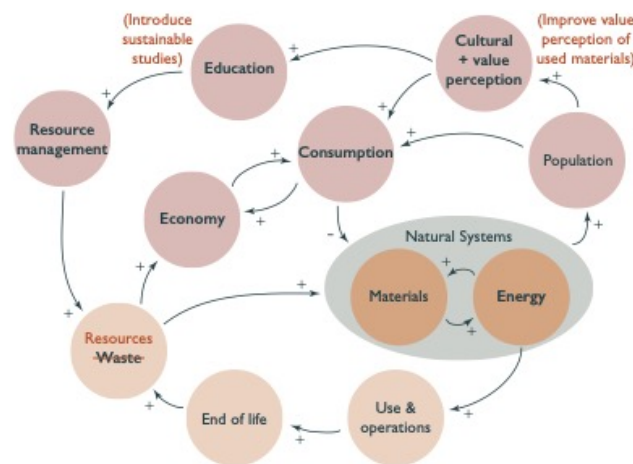 (Introduce
sustainable
studies)
Education
Cultural
+ value
perception
(Improve value
perception of
used materials)
Resource
management
Consumption
Population
Economy
Natural Systems
Materials
Energy
Resources
Waste
End of life
Use &
operations
+
+
+
+
+
+
+
+
-
+
+
+
+
+
+
+
+
+